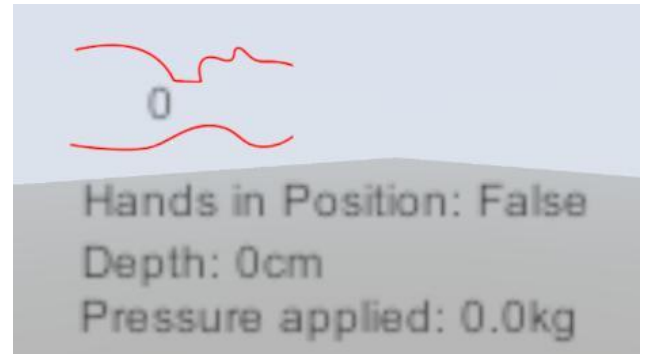 0
Hands in Position: False
Depth: 0cm
Pressure applied: 0.0kg